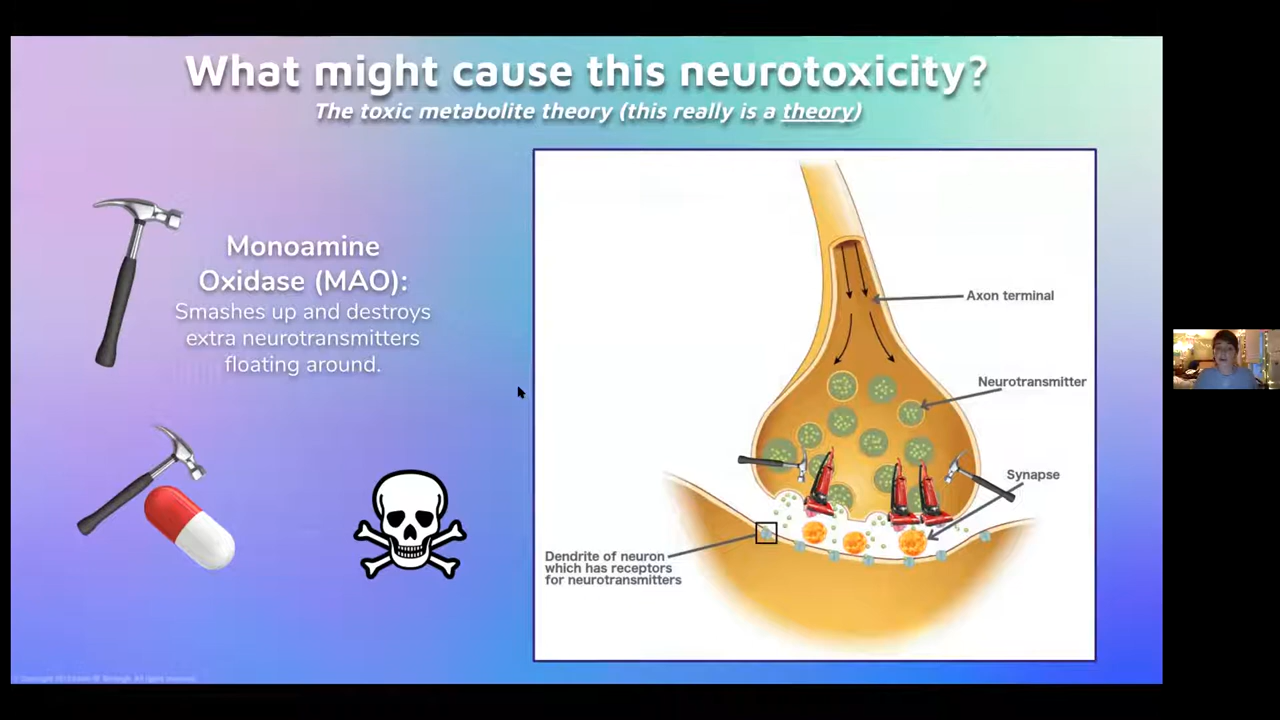 What might cause this neurotoxicity?
The toxic metabolite theory (this really is a theory)
Monoamine
Oxidase (MAO):
Smashes up and destroys
extra neurotransmitters
floating around.
Axon terminal
Neurotransmitter
Synapse
Dendrite of neuron
which has receptors
for neurotransmitters